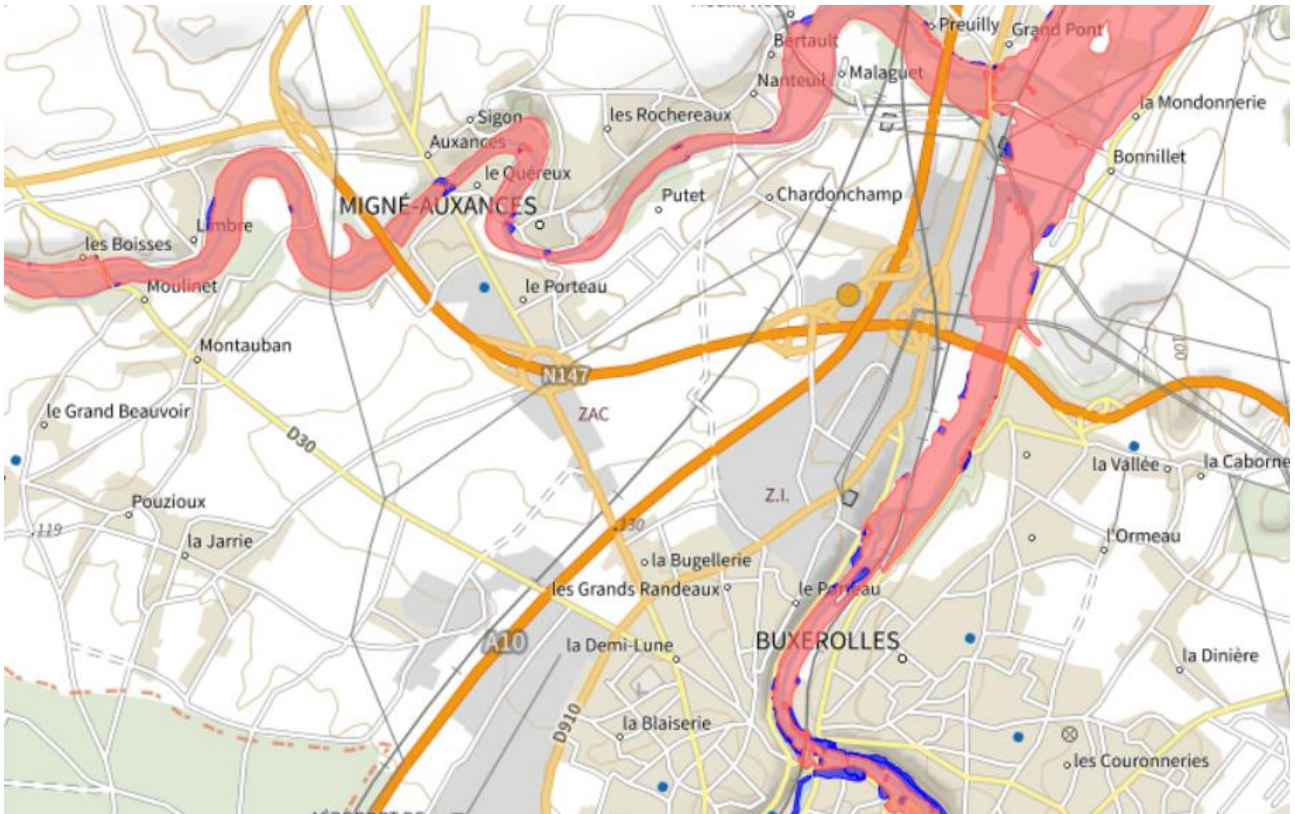 Preuilly
Grand Pont
Bertault
Malaguet
Nanteuil
la Mondonnerie
Sigon
les Rochereaux
Auxances
Bonnillet
le Quéreux
Putet
Chardonchamp
MIGNÉ-AUXANCES
Limbre
les Boisses
Moulinet
le Porteau
Montauban
100
N147
le Grand Beauvoir
ZAC
D30
la Vallée
la Caborne
Z.I.
Pouzioux
119
130
la Jarrie
l'Ormeau
la Bugellerie
les Grands Randeaux
le Porteau
A10
la Demi-Lune
BUXEROLLES
la Dinière
D910
la Blaiserie
les Couronneries